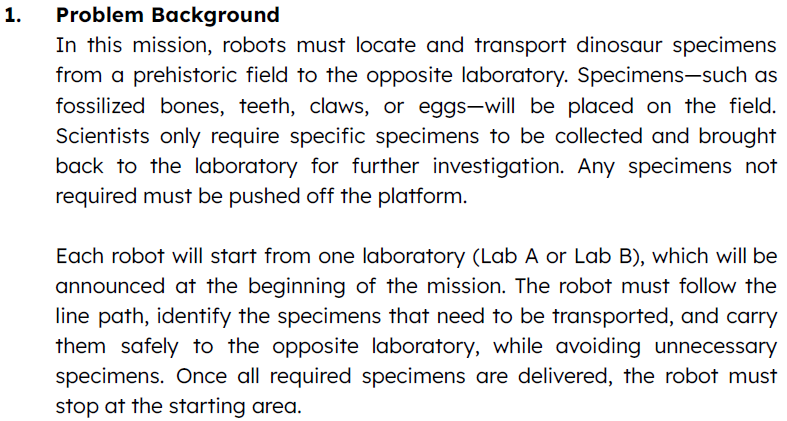 1. Problem Background
In this mission, robots must locate and transport dinosaur specimens
from a prehistoric field to the opposite laboratory. Specimens—such as
fossilized bones, teeth, claws, or eggs—will be placed on the field.
Scientists only require specific specimens to be collected and brought
back to the laboratory for further investigation. Any specimens not
required must be pushed off the platform.
Each robot will start from one laboratory (Lab A or Lab B), which will be
announced at the beginning of the mission. The robot must follow the
line path, identify the specimens that need to be transported, and carry
them safely to the opposite laboratory, while avoiding unnecessary
specimens. Once all required specimens are delivered, the robot must
stop at the starting area.